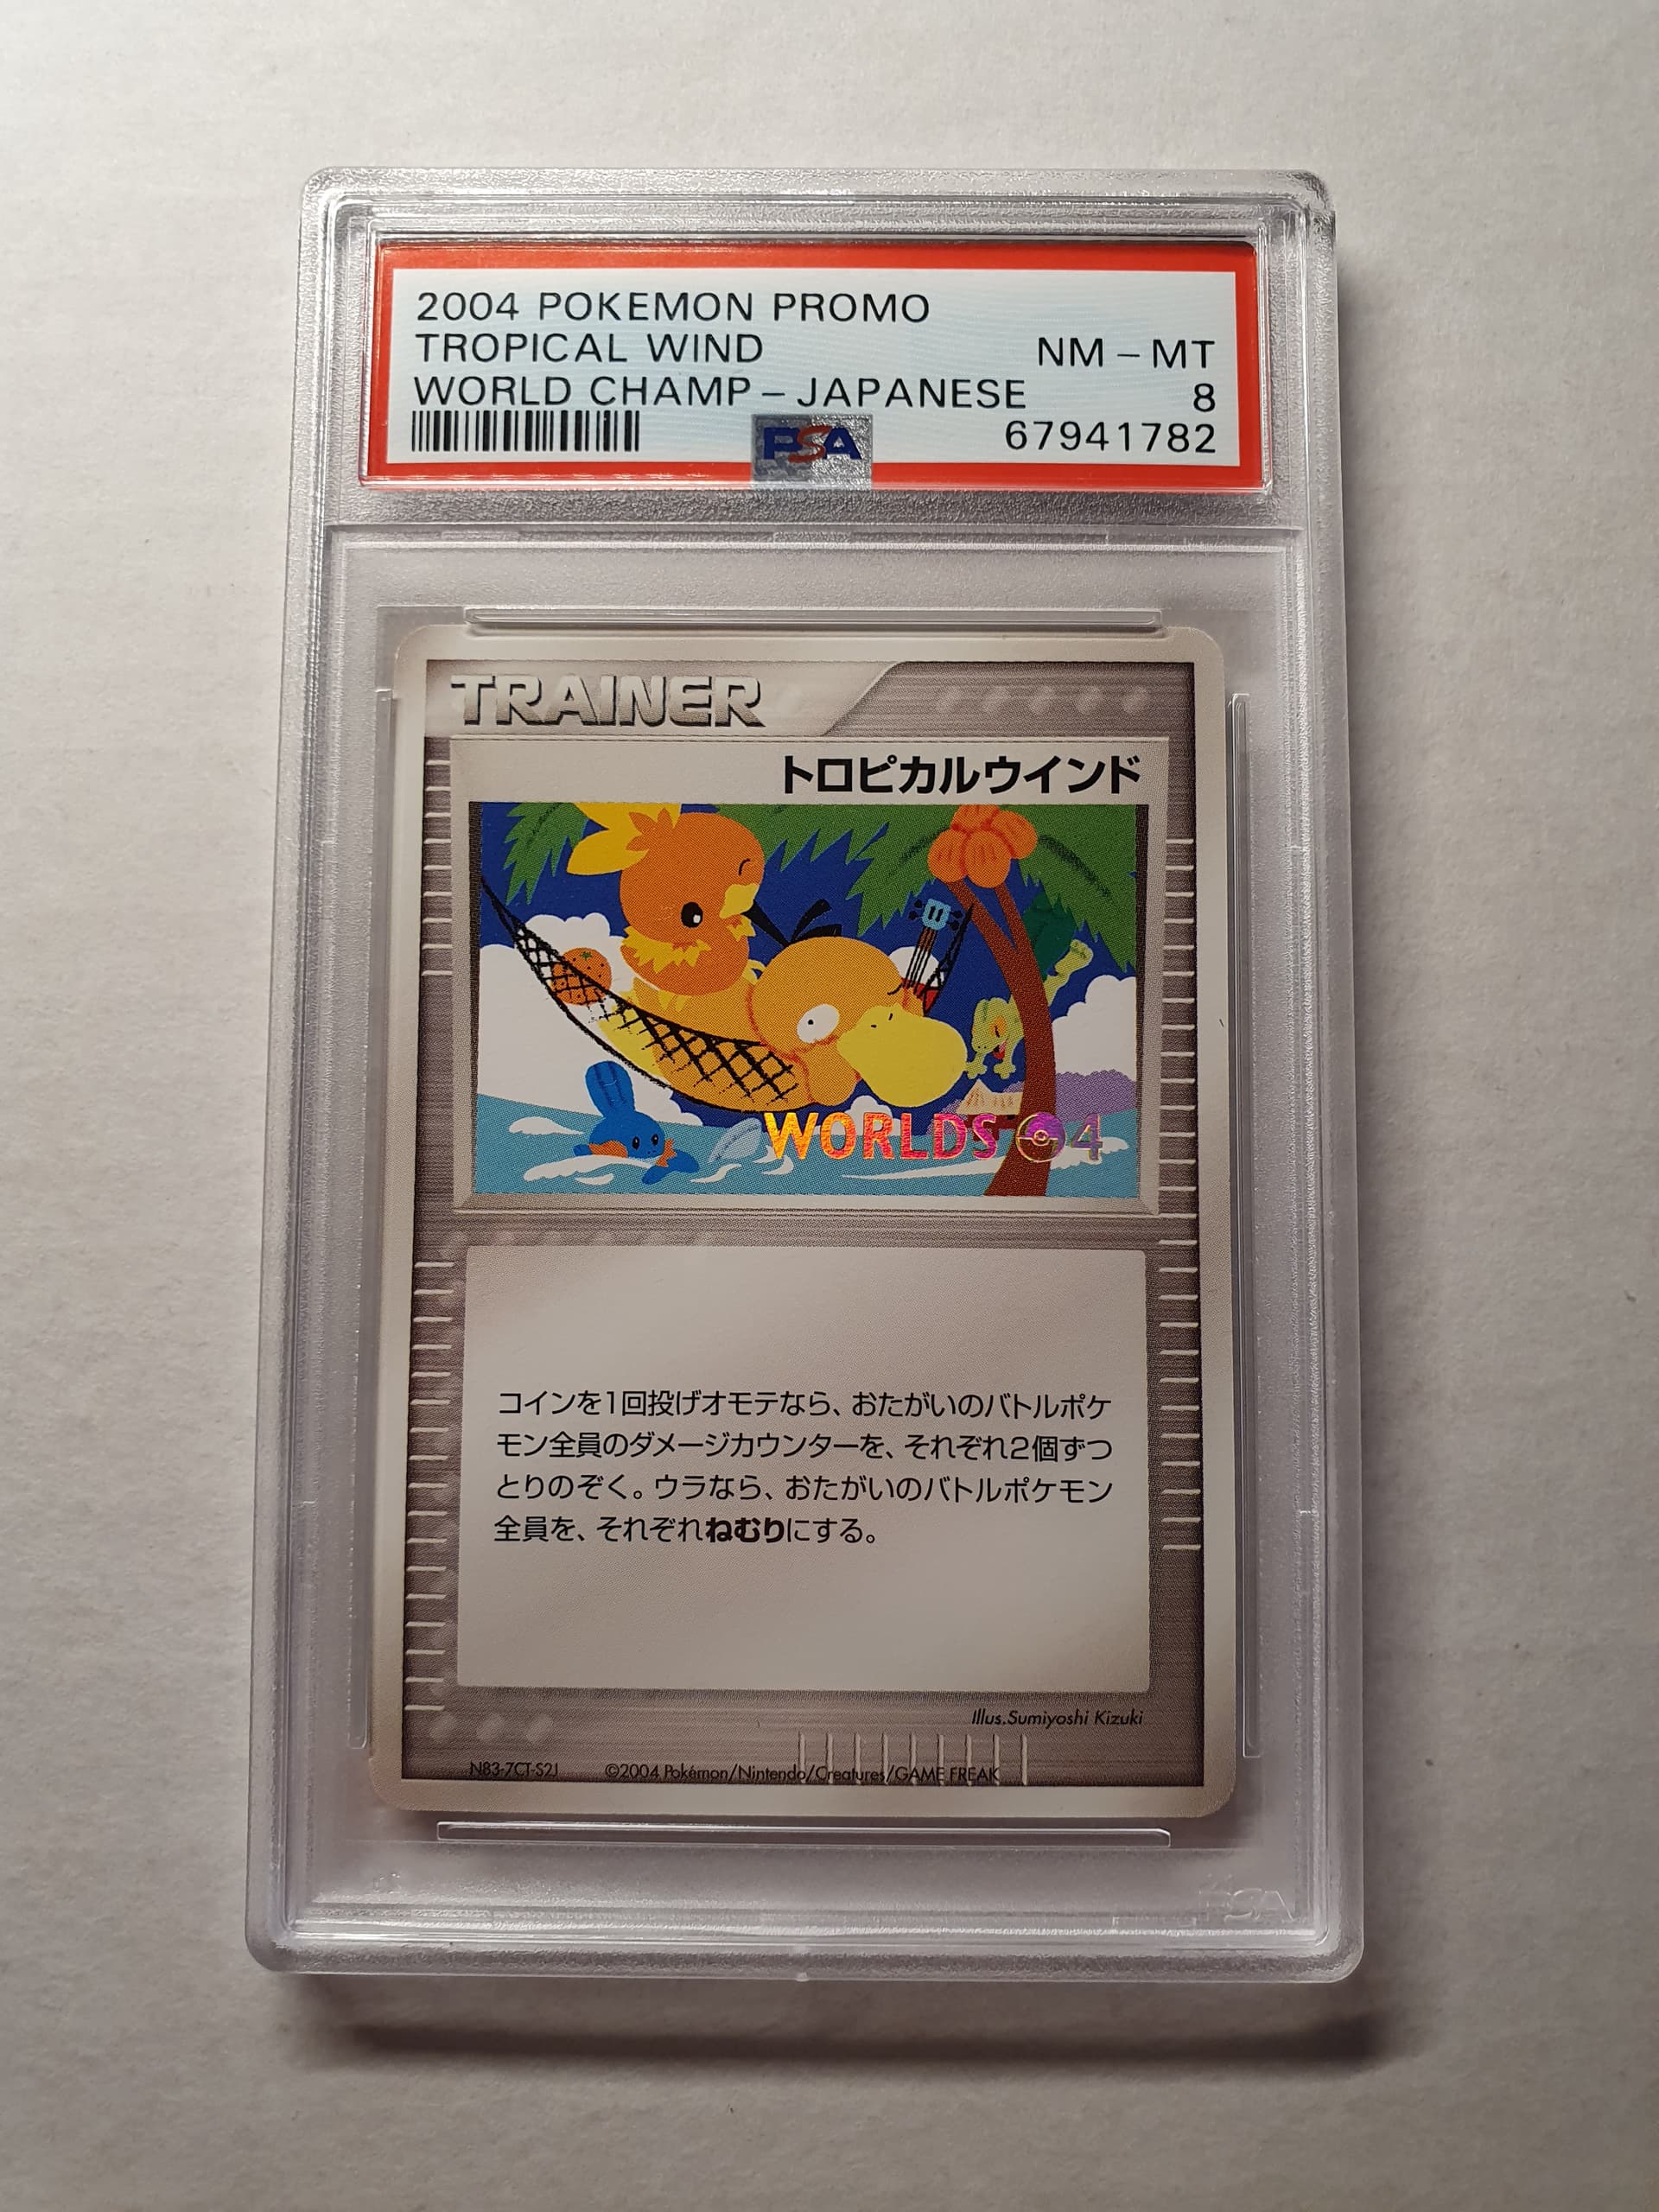 2004 POKEMON PROMO
TROPICAL WIND NM - MT
WORLD CHAMP - JAPANESE 8
PSA 67941782
TRAINER
トロピカルウインド
WORLDS 04
コインを1回投げオモテなら、おたがいのバトルポケ
モン全員のダメージカウンターを、それぞれ2個ずつ
とりのぞく。ウラなら、おたがいのバトルポケモン
全員を、それぞれねむりにする。
Illus.Sumiyoshi Kizuki
N83-7CT-S2J ©2004 Pokémon/Nintendo/Creatures/GAME FREAK
PSA